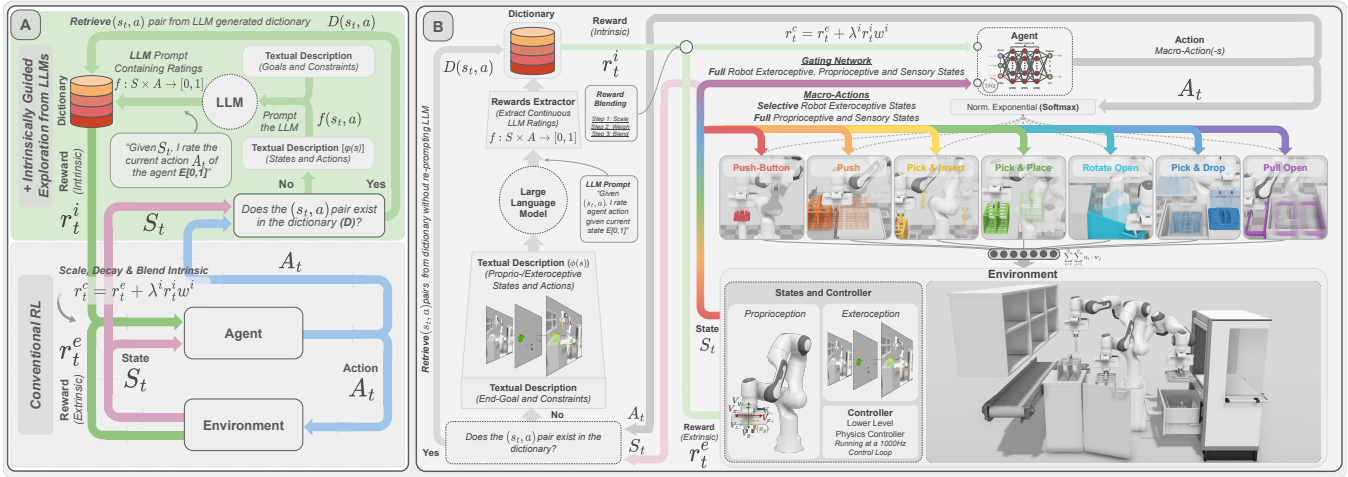 A
Retrieve (s_t, a) pair from LLM generated dictionary
D(s_t, a)
+ Intrinsically Guided
Exploration from LLMs
LLM Prompt
Containing Ratings
f : S × A → [0, 1]
Textual Description
(Goals and Constraints)
LLM
Dictionary
Prompt
the LLM
f(s_t, a)
"Given S_t, I rate the
current action A_t of
the agent E[0,1]"
Textual Description [φ(s)]
(States and Actions)
Reward
(Intrinsic)
r_t^i
No
Yes
S_t
Does the (s_t, a) pair exist
in the dictionary (D)?
A_t
Conventional RL
Scale, Decay & Blend Intrinsic
r_t^c = r_t^e + λ^i r_t^i w^i
Agent
r_t^e
Reward
(Extrinsic)
State
S_t
Action
A_t
Environment
B
Retrieve (s_t, a) pairs from dictionary without re-prompting LLM
D(s_t, a)
Dictionary
Reward
(Intrinsic)
r_t^i
r_t^c = r_t^e + λ^i r_t^i w^i
Agent
1Hz
Action
Macro-Action(-s)
A_t
Gating Network
Full Robot Exteroceptive, Proprioceptive and Sensory States
Macro-Actions
Selective Robot Exteroceptive States
Full Proprioceptive and Sensory States
Norm. Exponential (Softmax)
Rewards Extractor
(Extract Continuous
LLM Ratings)
f : S × A → [0, 1]
Reward
Blending
Step 1: Scale
Step 2: Weigh
Step 3: Blend
Large
Language
Model
LLM Prompt
"Given
(s_t, a), I rate
agent action
given current
state E[0,1]"
Textual Description (ϕ(s))
(Proprio-/Exteroceptive
States and Actions)
Textual Description
(End-Goal and Constraints)
No
Does the (s_t, a) pair exist in the
dictionary?
Yes
A_t
S_t
Push-Button
Push
Pick & Insert
Pick & Place
Rotate Open
Pick & Drop
Pull Open
Environment
State
S_t
Reward
(Extrinsic)
r_t^e
States and Controller
Proprioception
Exteroception
Controller
Lower Level
Physics Controller
Running at a 1000Hz
Control Loop